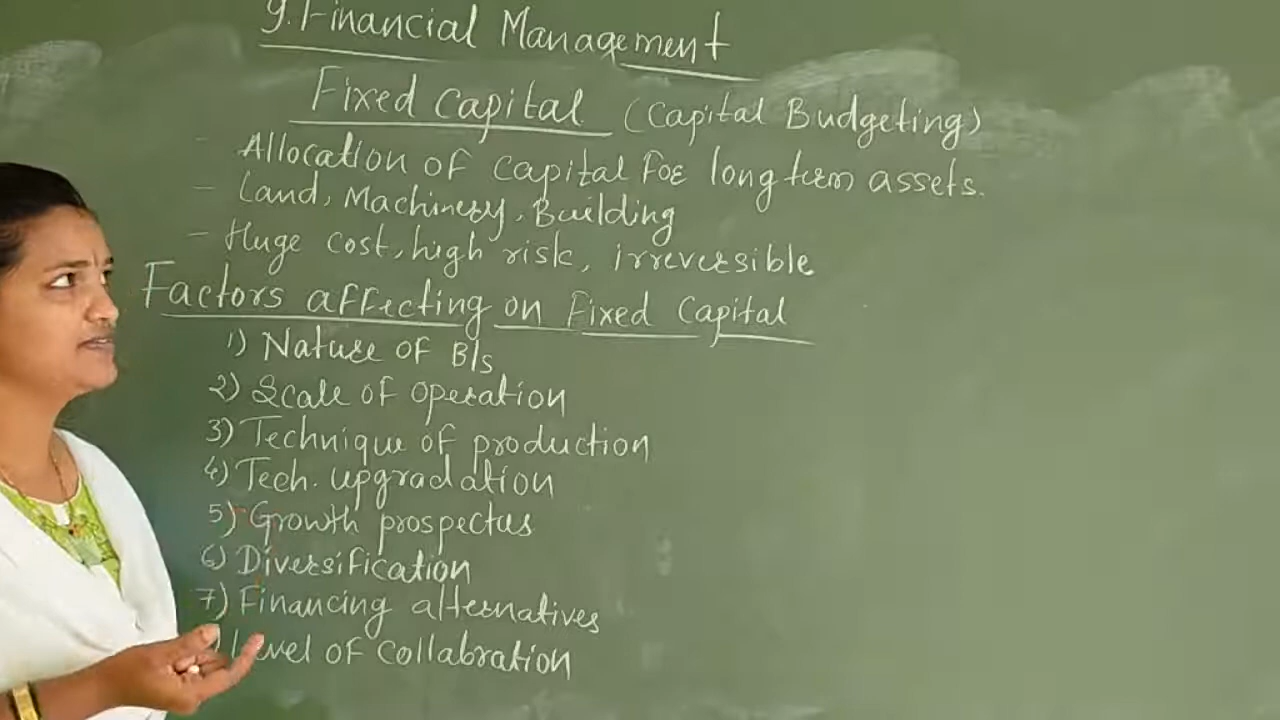 9. Financial Management
Fixed Capital (Capital Budgeting)
- Allocation of capital for long term assets.
- Land, Machinery, Building
- Huge cost, high risk, irreversible
Factors affecting on Fixed Capital
1) Nature of B/s
2) Scale of operation
3) Technique of production
4) Tech. upgradation
5) Growth prospectus
6) Diversification
7) Financing alternatives
) Level of collabration